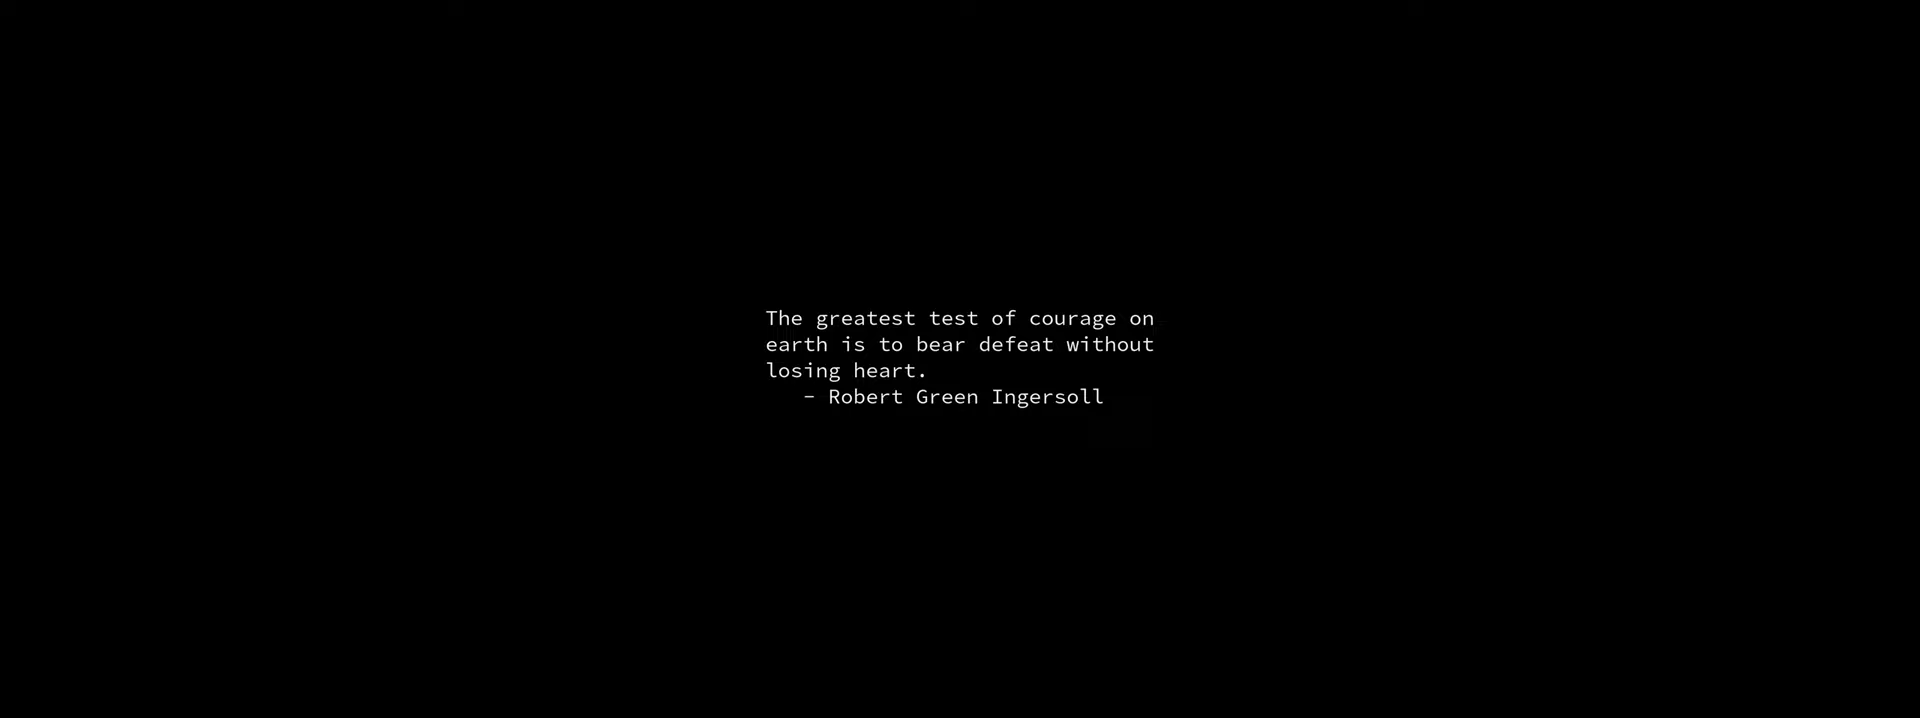 The greatest test of courage on
earth is to bear defeat without
losing heart.
– Robert Green Ingersoll